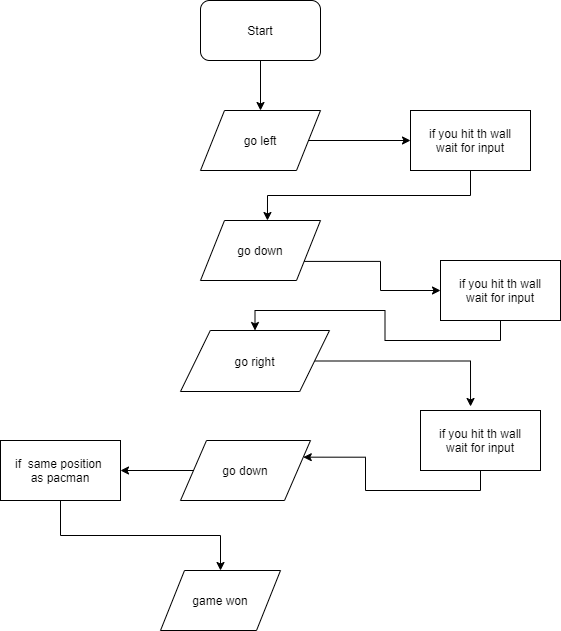 Start
go left
if you hit th wall
wait for input
go down
if you hit th wall
wait for input
go right
if you hit th wall
wait for input
go down
if same position
as pacman
game won